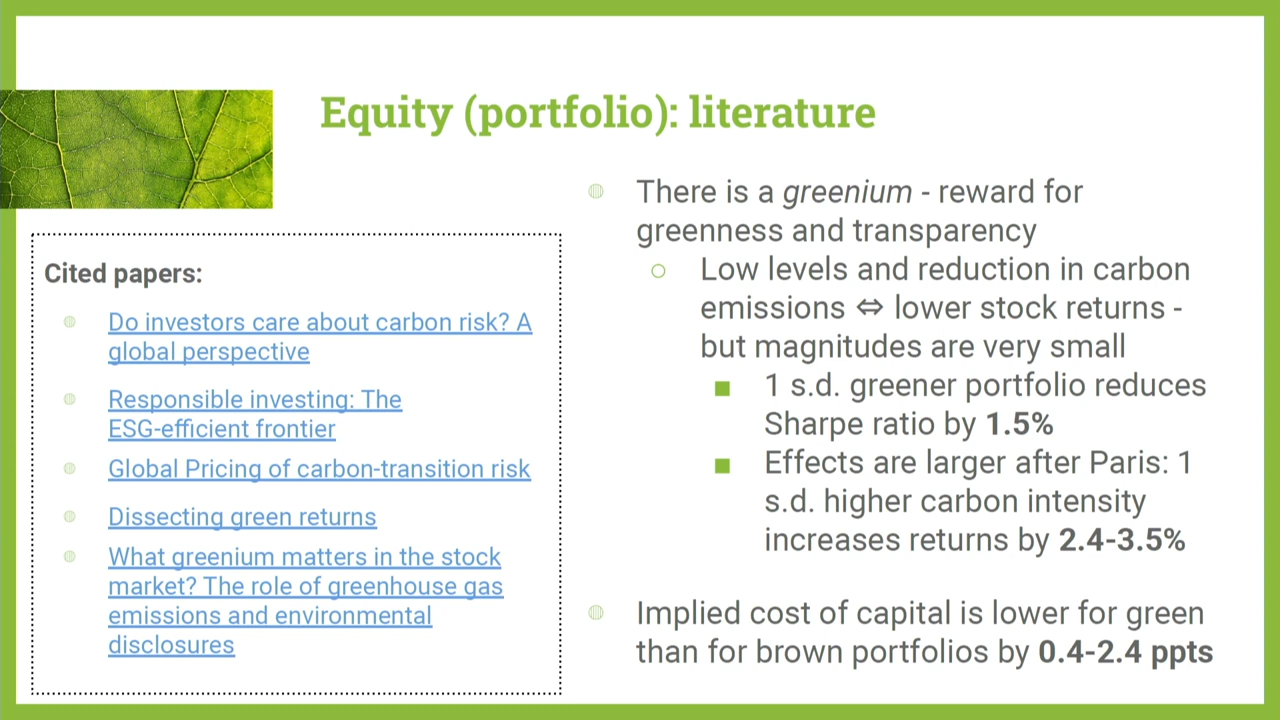 Equity (portfolio): literature
Cited papers:
Do investors care about carbon risk? A
global perspective
Responsible investing: The
ESG-efficient frontier
Global Pricing of carbon-transition risk
Dissecting green returns
What greenium matters in the stock
market? The role of greenhouse gas
emissions and environmental
disclosures
There is a greenium - reward for
greenness and transparency
Low levels and reduction in carbon
emissions ⇔ lower stock returns -
but magnitudes are very small
1 s.d. greener portfolio reduces
Sharpe ratio by 1.5%
Effects are larger after Paris: 1
s.d. higher carbon intensity
increases returns by 2.4-3.5%
Implied cost of capital is lower for green
than for brown portfolios by 0.4-2.4 ppts